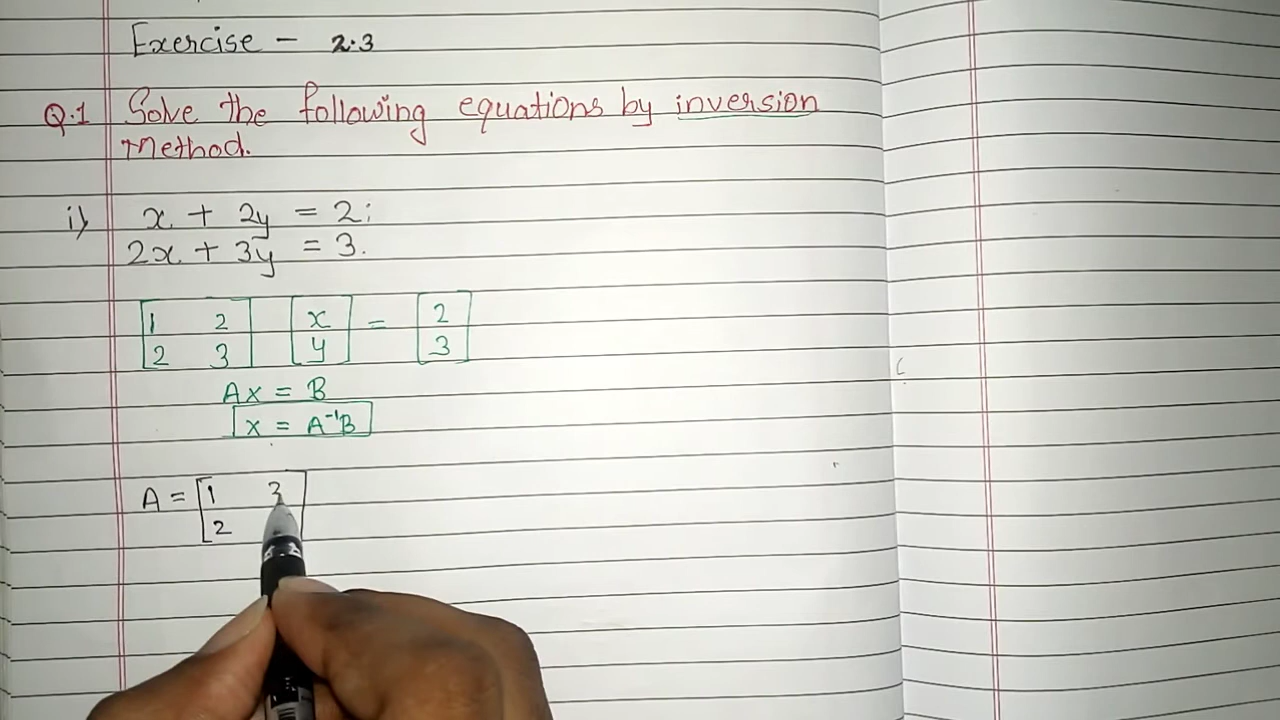 Exercise - 2.3
Q.1 Solve the following equations by inversion
Method.
i) x + 2y = 2;
2x + 3y = 3.
1 2 x = 2
2 3 y 3
Ax = B
x = A⁻¹B
A = 1
2